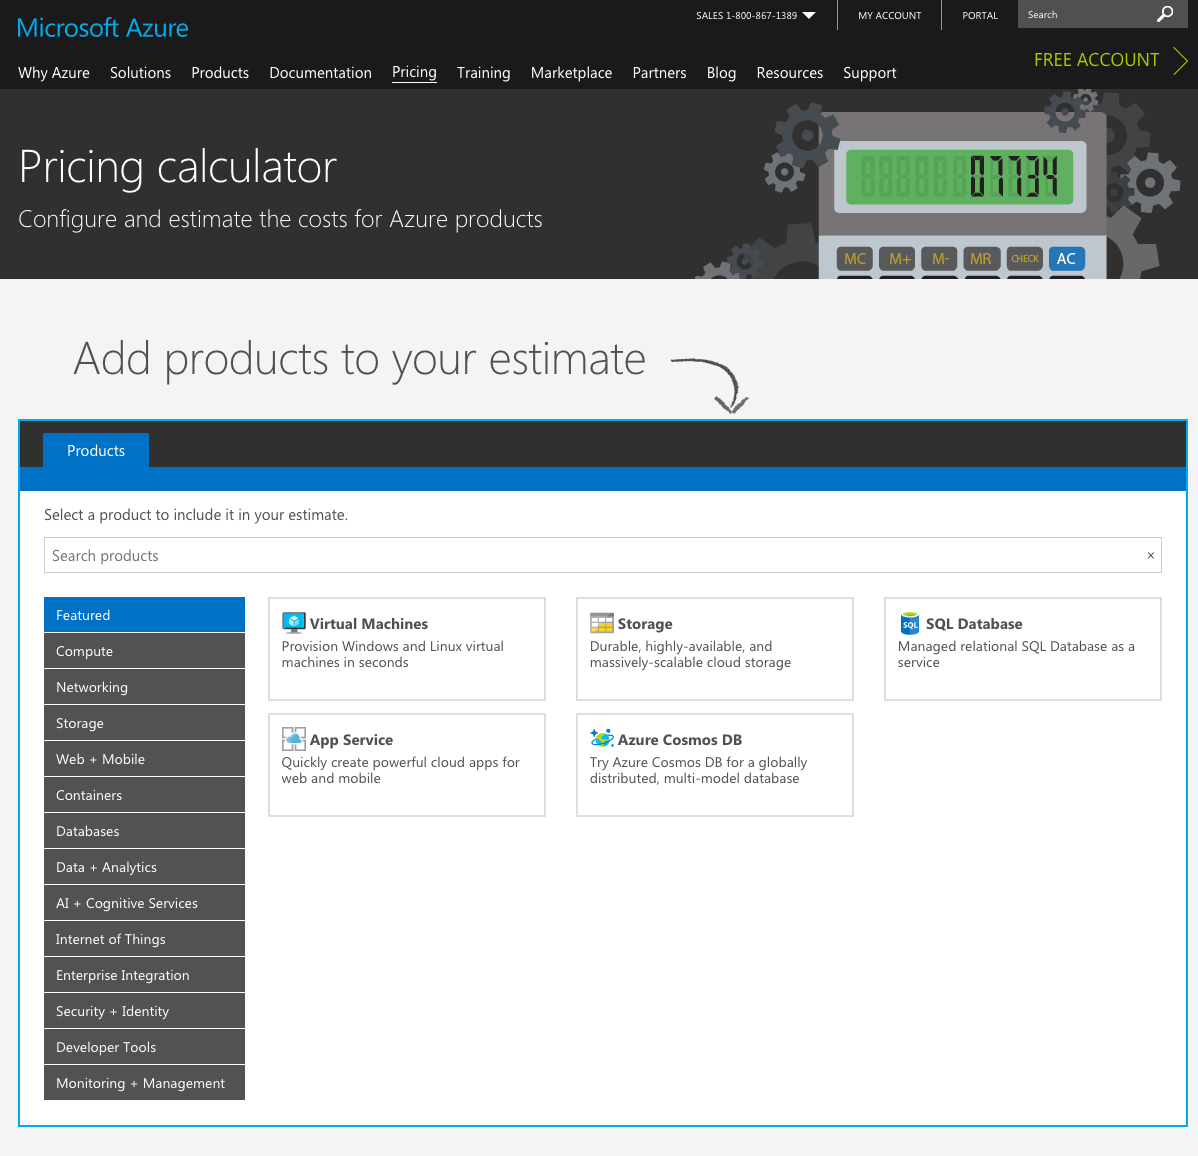 Microsoft Azure
SALES 1-800-867-1389
MY ACCOUNT
PORTAL
Search
Why Azure
Solutions
Products
Documentation
Pricing
Training
Marketplace
Partners
Blog
Resources
Support
FREE ACCOUNT
Pricing calculator
Configure and estimate the costs for Azure products
07734
MC
M+
M-
MR
CHECK
AC
Add products to your estimate
Products
Select a product to include it in your estimate.
Search products
×
Featured
Compute
Networking
Storage
Web + Mobile
Containers
Databases
Data + Analytics
AI + Cognitive Services
Internet of Things
Enterprise Integration
Security + Identity
Developer Tools
Monitoring + Management
Virtual Machines
Provision Windows and Linux virtual
machines in seconds
Storage
Durable, highly-available, and
massively-scalable cloud storage
SQL
SQL Database
Managed relational SQL Database as a
service
App Service
Quickly create powerful cloud apps for
web and mobile
Azure Cosmos DB
Try Azure Cosmos DB for a globally
distributed, multi-model database